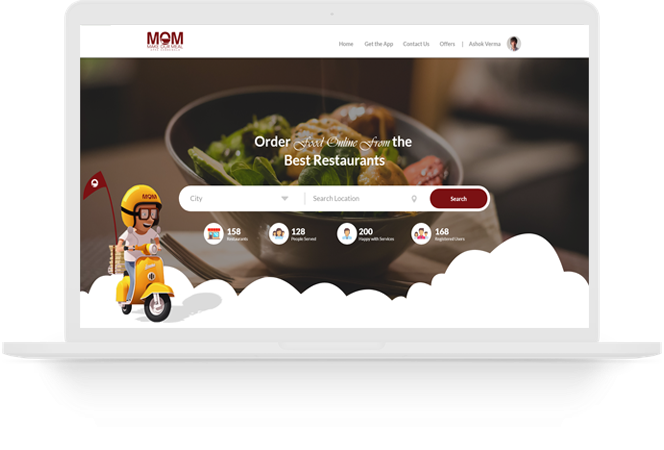 MOM
MAKE OUR MEAL
Home
Get the App
Contact Us
Offers
|
Ashok Verma
Order Food Online From the
Best Restaurants
City
Search Location
Search
158
Restaurants
128
People Served
200
Happy with Services
168
Registered Users
MOM